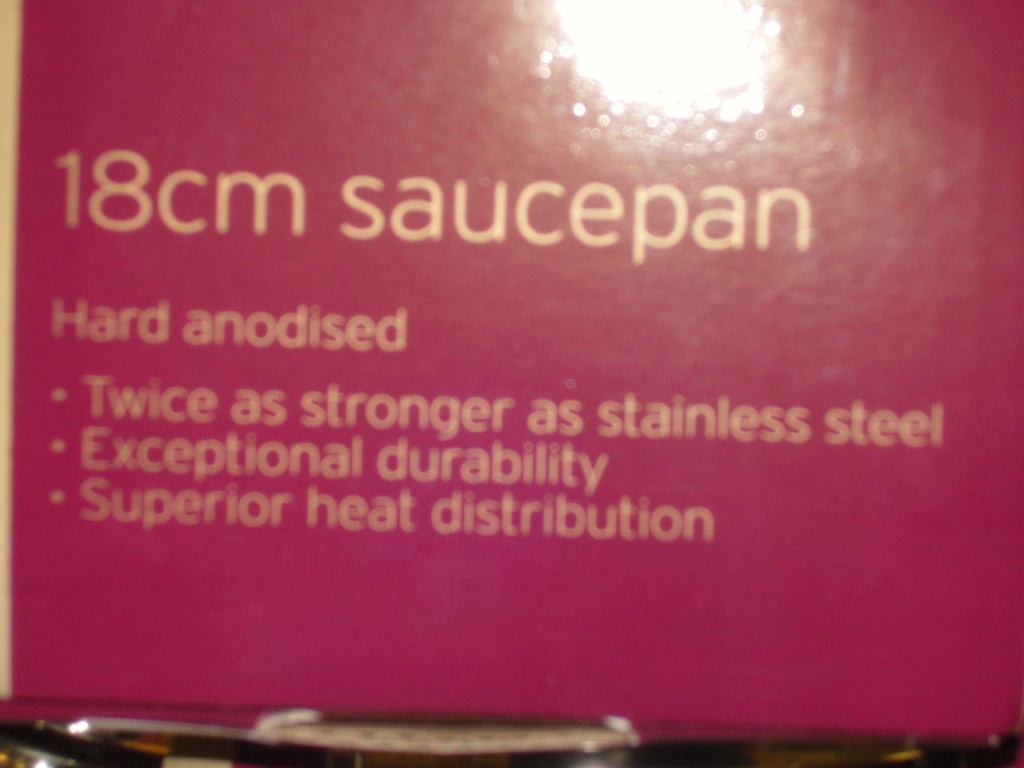 18cm saucepan
Hard anodised
• Twice as stronger as stainless steel
• Exceptional durability
• Superior heat distribution